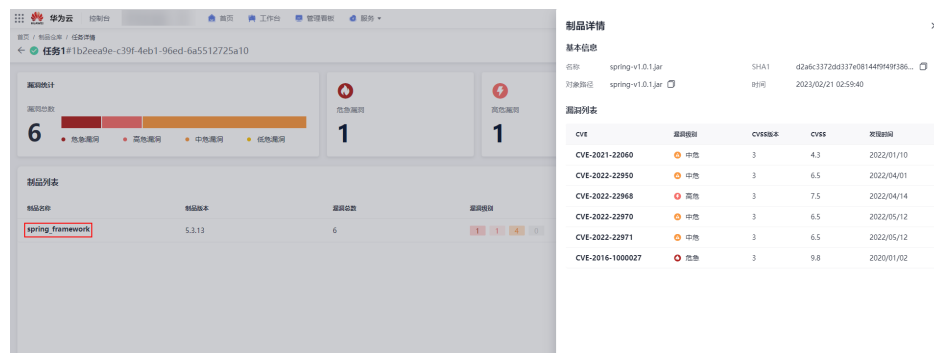 华为云 控制台 首页 工作台 管理看板 服务
首页 / 制品仓库 / 任务详情
任务1#1b2eea9e-c39f-4eb1-96ed-6a5512725a10
漏洞统计
漏洞总数
6
危急漏洞 高危漏洞 中危漏洞 低危漏洞
危急漏洞
1
高危漏洞
1
制品列表
制品名称 制品版本 漏洞总数 漏洞级别
spring_framework 5.3.13 6 1 1 4 0
制品详情
基本信息
名称 spring-v1.0.1.jar SHA1 d2a6c3372dd337e08144f9f49f386...
对象路径 spring-v1.0.1.jar 时间 2023/02/21 02:59:40
漏洞列表
CVE 漏洞级别 CVSS版本 CVSS 发现时间
CVE-2021-22060 中危 3 4.3 2022/01/10
CVE-2022-22950 中危 3 6.5 2022/04/01
CVE-2022-22968 高危 3 7.5 2022/04/14
CVE-2022-22970 中危 3 6.5 2022/05/12
CVE-2022-22971 中危 3 6.5 2022/05/12
CVE-2016-1000027 危急 3 9.8 2020/01/02